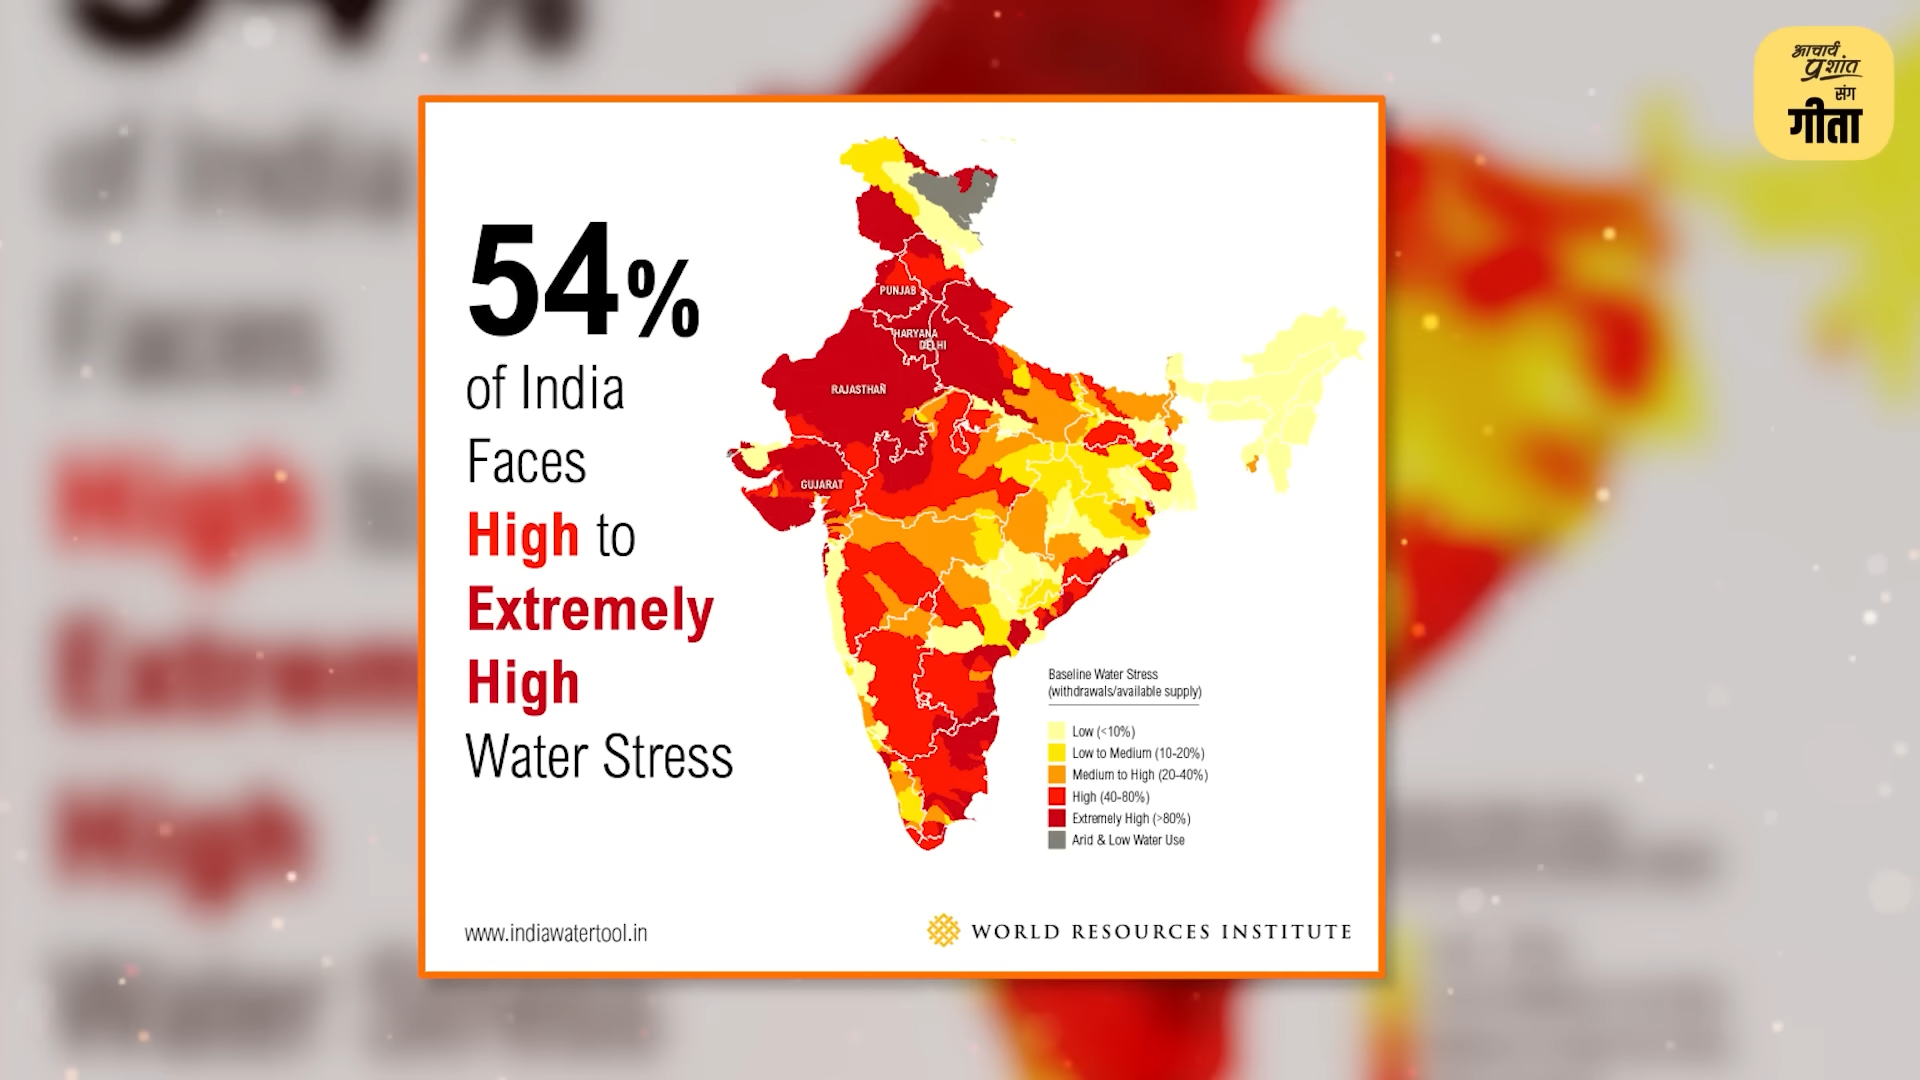 आचार्य
प्रशांत
संग
गीता
54%
of India
Faces
High to
Extremely
High
Water Stress
PUNJAB
HARYANA
DELHI
RAJASTHAN
GUJARAT
Baseline Water Stress
(withdrawals/available supply)
Low (<10%)
Low to Medium (10-20%)
Medium to High (20-40%)
High (40-80%)
Extremely High (>80%)
Arid & Low Water Use
www.indiawatertool.in
WORLD RESOURCES INSTITUTE